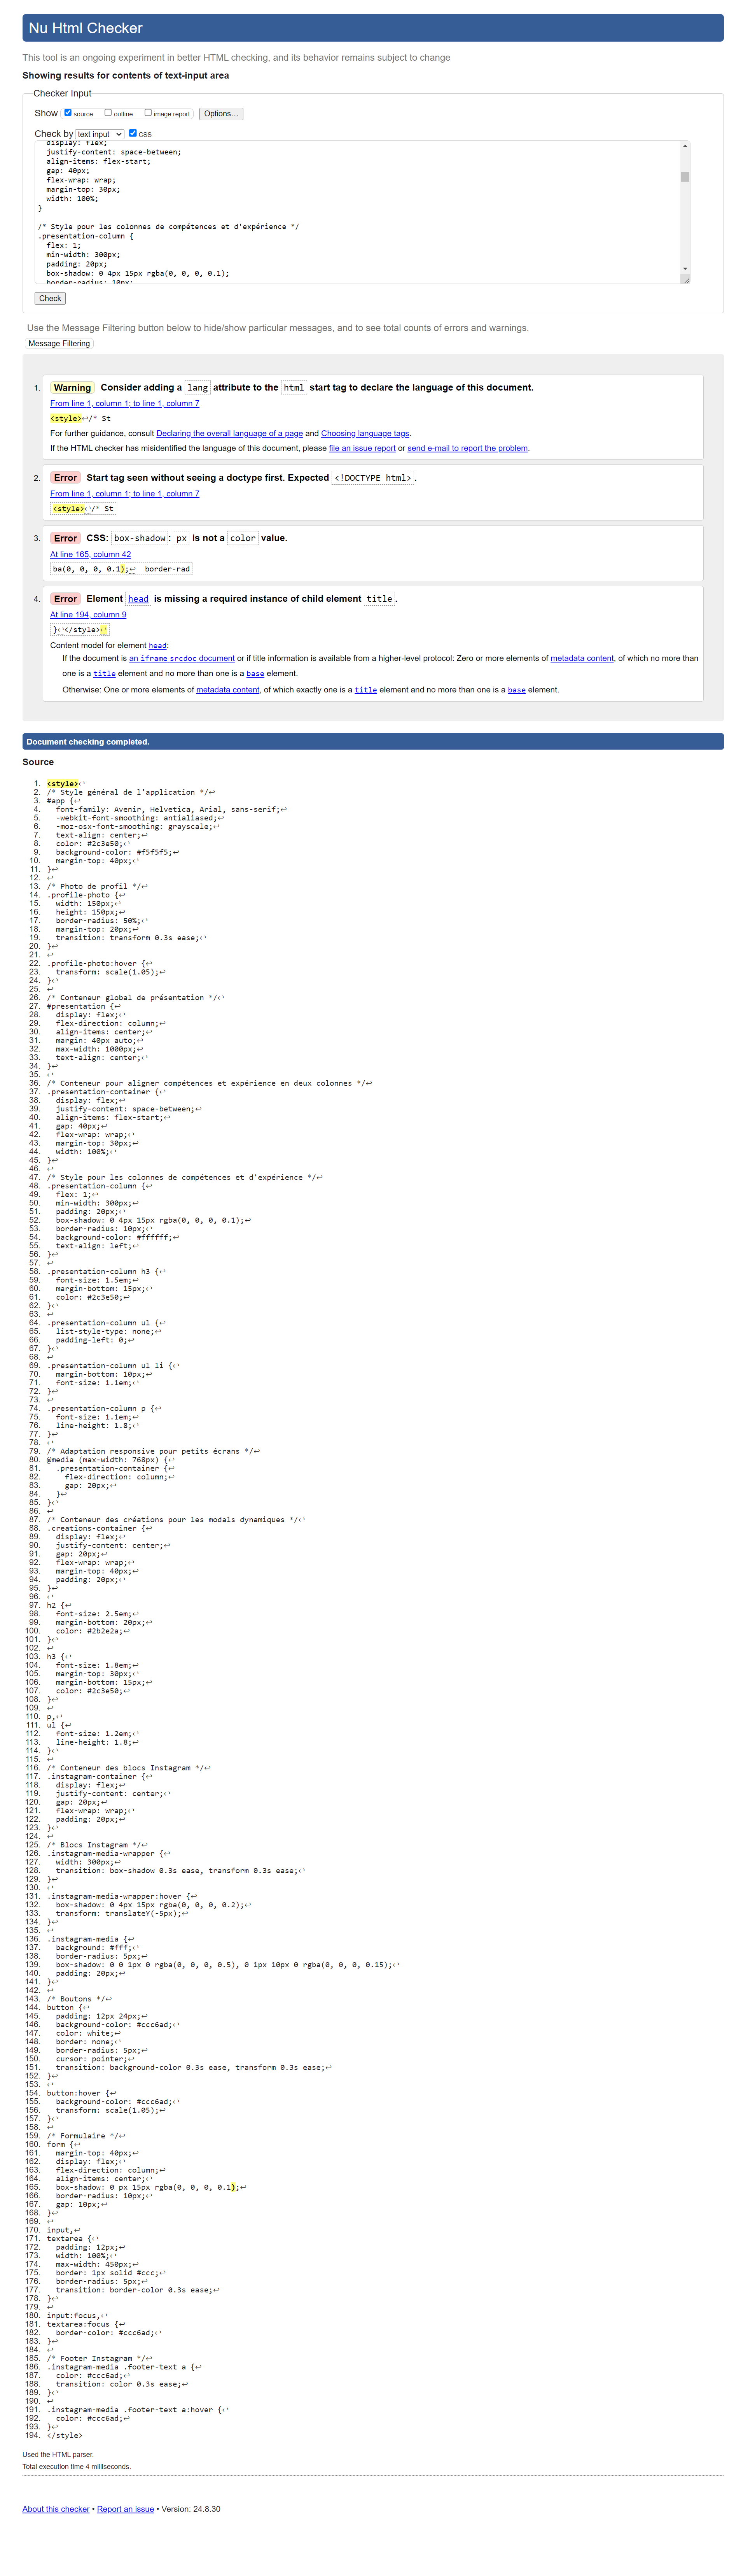 Nu Html Checker
This tool is an ongoing experiment in better HTML checking, and its behavior remains subject to change
Showing results for contents of text-input area
Checker Input
Show source outline image report Options...
Check by text input CSS
display: flex;
justify-content: space-between;
align-items: flex-start;
gap: 40px;
flex-wrap: wrap;
margin-top: 30px;
width: 100%;
}
/* Style pour les colonnes de compétences et d'expérience */
.presentation-column {
flex: 1;
min-width: 300px;
padding: 20px;
box-shadow: 0 4px 15px rgba(0, 0, 0, 0.1);
border-radius: 10px;
Check
Use the Message Filtering button below to hide/show particular messages, and to see total counts of errors and warnings.
Message Filtering
1. Warning Consider adding a lang attribute to the html start tag to declare the language of this document.
From line 1, column 1; to line 1, column 7
<style>↩/* St
For further guidance, consult Declaring the overall language of a page and Choosing language tags.
If the HTML checker has misidentified the language of this document, please file an issue report or send e-mail to report the problem.
2. Error Start tag seen without seeing a doctype first. Expected <!DOCTYPE html>.
From line 1, column 1; to line 1, column 7
<style>↩/* St
3. Error CSS: box-shadow: px is not a color value.
At line 165, column 42
ba(0, 0, 0, 0.1);↩  border-rad
4. Error Element head is missing a required instance of child element title.
At line 194, column 9
}↩</style>↩
Content model for element head:
If the document is an iframe srcdoc document or if title information is available from a higher-level protocol: Zero or more elements of metadata content, of which no more than
one is a title element and no more than one is a base element.
Otherwise: One or more elements of metadata content, of which exactly one is a title element and no more than one is a base element.
Document checking completed.
Source
1. <style>↩
2. /* Style général de l'application */↩
3. #app {↩
4. font-family: Avenir, Helvetica, Arial, sans-serif;↩
5. -webkit-font-smoothing: antialiased;↩
6. -moz-osx-font-smoothing: grayscale;↩
7. text-align: center;↩
8. color: #2c3e50;↩
9. background-color: #f5f5f5;↩
10. margin-top: 40px;↩
11. }↩
12. ↩
13. /* Photo de profil */↩
14. .profile-photo {↩
15. width: 150px;↩
16. height: 150px;↩
17. border-radius: 50%;↩
18. margin-top: 20px;↩
19. transition: transform 0.3s ease;↩
20. }↩
21. ↩
22. .profile-photo:hover {↩
23. transform: scale(1.05);↩
24. }↩
25. ↩
26. /* Conteneur global de présentation */↩
27. #presentation {↩
28. display: flex;↩
29. flex-direction: column;↩
30. align-items: center;↩
31. margin: 40px auto;↩
32. max-width: 1000px;↩
33. text-align: center;↩
34. }↩
35. ↩
36. /* Conteneur pour aligner compétences et expérience en deux colonnes */↩
37. .presentation-container {↩
38. display: flex;↩
39. justify-content: space-between;↩
40. align-items: flex-start;↩
41. gap: 40px;↩
42. flex-wrap: wrap;↩
43. margin-top: 30px;↩
44. width: 100%;↩
45. }↩
46. ↩
47. /* Style pour les colonnes de compétences et d'expérience */↩
48. .presentation-column {↩
49. flex: 1;↩
50. min-width: 300px;↩
51. padding: 20px;↩
52. box-shadow: 0 4px 15px rgba(0, 0, 0, 0.1);↩
53. border-radius: 10px;↩
54. background-color: #ffffff;↩
55. text-align: left;↩
56. }↩
57. ↩
58. .presentation-column h3 {↩
59. font-size: 1.5em;↩
60. margin-bottom: 15px;↩
61. color: #2c3e50;↩
62. }↩
63. ↩
64. .presentation-column ul {↩
65. list-style-type: none;↩
66. padding-left: 0;↩
67. }↩
68. ↩
69. .presentation-column ul li {↩
70. margin-bottom: 10px;↩
71. font-size: 1.1em;↩
72. }↩
73. ↩
74. .presentation-column p {↩
75. font-size: 1.1em;↩
76. line-height: 1.8;↩
77. }↩
78. ↩
79. /* Adaptation responsive pour petits écrans */↩
80. @media (max-width: 768px) {↩
81. .presentation-container {↩
82. flex-direction: column;↩
83. gap: 20px;↩
84. }↩
85. }↩
86. ↩
87. /* Conteneur des créations pour les modals dynamiques */↩
88. .creations-container {↩
89. display: flex;↩
90. justify-content: center;↩
91. gap: 20px;↩
92. flex-wrap: wrap;↩
93. margin-top: 40px;↩
94. padding: 20px;↩
95. }↩
96. ↩
97. h2 {↩
98. font-size: 2.5em;↩
99. margin-bottom: 20px;↩
100. color: #2b2e2a;↩
101. }↩
102. ↩
103. h3 {↩
104. font-size: 1.8em;↩
105. margin-top: 30px;↩
106. margin-bottom: 15px;↩
107. color: #2c3e50;↩
108. }↩
109. ↩
110. p,↩
111. ul {↩
112. font-size: 1.2em;↩
113. line-height: 1.8;↩
114. }↩
115. ↩
116. /* Conteneur des blocs Instagram */↩
117. .instagram-container {↩
118. display: flex;↩
119. justify-content: center;↩
120. gap: 20px;↩
121. flex-wrap: wrap;↩
122. padding: 20px;↩
123. }↩
124. ↩
125. /* Blocs Instagram */↩
126. .instagram-media-wrapper {↩
127. width: 300px;↩
128. transition: box-shadow 0.3s ease, transform 0.3s ease;↩
129. }↩
130. ↩
131. .instagram-media-wrapper:hover {↩
132. box-shadow: 0 4px 15px rgba(0, 0, 0, 0.2);↩
133. transform: translateY(-5px);↩
134. }↩
135. ↩
136. .instagram-media {↩
137. background: #fff;↩
138. border-radius: 5px;↩
139. box-shadow: 0 0 1px 0 rgba(0, 0, 0, 0.5), 0 1px 10px 0 rgba(0, 0, 0, 0.15);↩
140. padding: 20px;↩
141. }↩
142. ↩
143. /* Boutons */↩
144. button {↩
145. padding: 12px 24px;↩
146. background-color: #ccc6ad;↩
147. color: white;↩
148. border: none;↩
149. border-radius: 5px;↩
150. cursor: pointer;↩
151. transition: background-color 0.3s ease, transform 0.3s ease;↩
152. }↩
153. ↩
154. button:hover {↩
155. background-color: #ccc6ad;↩
156. transform: scale(1.05);↩
157. }↩
158. ↩
159. /* Formulaire */↩
160. form {↩
161. margin-top: 40px;↩
162. display: flex;↩
163. flex-direction: column;↩
164. align-items: center;↩
165. box-shadow: 0 px 15px rgba(0, 0, 0, 0.1);↩
166. border-radius: 10px;↩
167. gap: 10px;↩
168. }↩
169. ↩
170. input,↩
171. textarea {↩
172. padding: 12px;↩
173. width: 100%;↩
174. max-width: 450px;↩
175. border: 1px solid #ccc;↩
176. border-radius: 5px;↩
177. transition: border-color 0.3s ease;↩
178. }↩
179. ↩
180. input:focus,↩
181. textarea:focus {↩
182. border-color: #ccc6ad;↩
183. }↩
184. ↩
185. /* Footer Instagram */↩
186. .instagram-media .footer-text a {↩
187. color: #ccc6ad;↩
188. transition: color 0.3s ease;↩
189. }↩
190. ↩
191. .instagram-media .footer-text a:hover {↩
192. color: #ccc6ad;↩
193. }↩
194. </style>
Used the HTML parser.
Total execution time 4 milliseconds.
About this checker • Report an issue • Version: 24.8.30